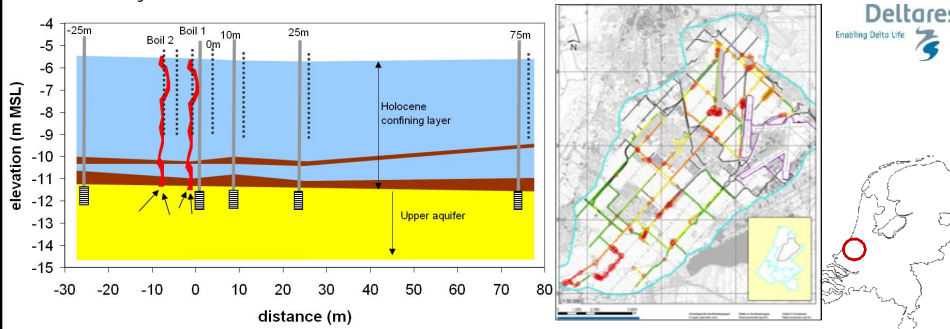 -4
-5
-6
-7
-8
-9
-10
-11
-12
-13
-14
-15
elevation (m MSL)
-25m
Boil 2
Boil 1
0m
10m
25m
75m
Holocene
confining layer
Upper aquifer
-30
-20
-10
0
10
20
30
40
50
60
70
80
distance (m)
N
Deltares
Enabling Delta Life